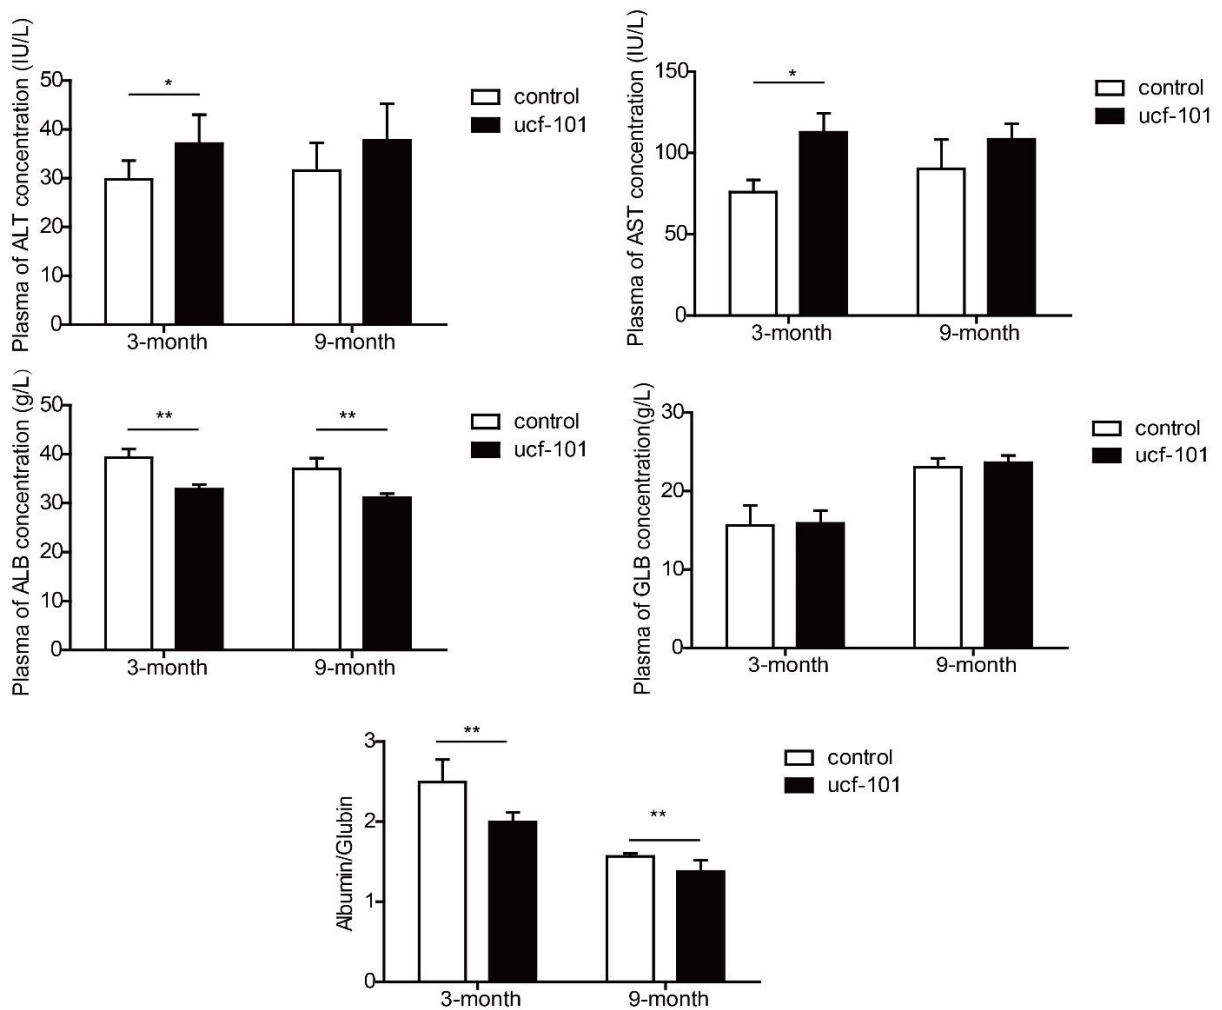 Plasma of ALT concentration (IU/L)
50
40
30
20
10
0
*
3-month
9-month
control
ucf-101
Plasma of AST concentration (IU/L)
150
100
50
0
*
3-month
9-month
control
ucf-101
Plasma of ALB concentration (g/L)
50
40
30
20
10
0
**
**
3-month
9-month
control
ucf-101
Plasma of GLB concentration(g/L)
30
20
10
0
3-month
9-month
control
ucf-101
Albumin/Glubin
3
2
1
0
**
**
3-month
9-month
control
ucf-101